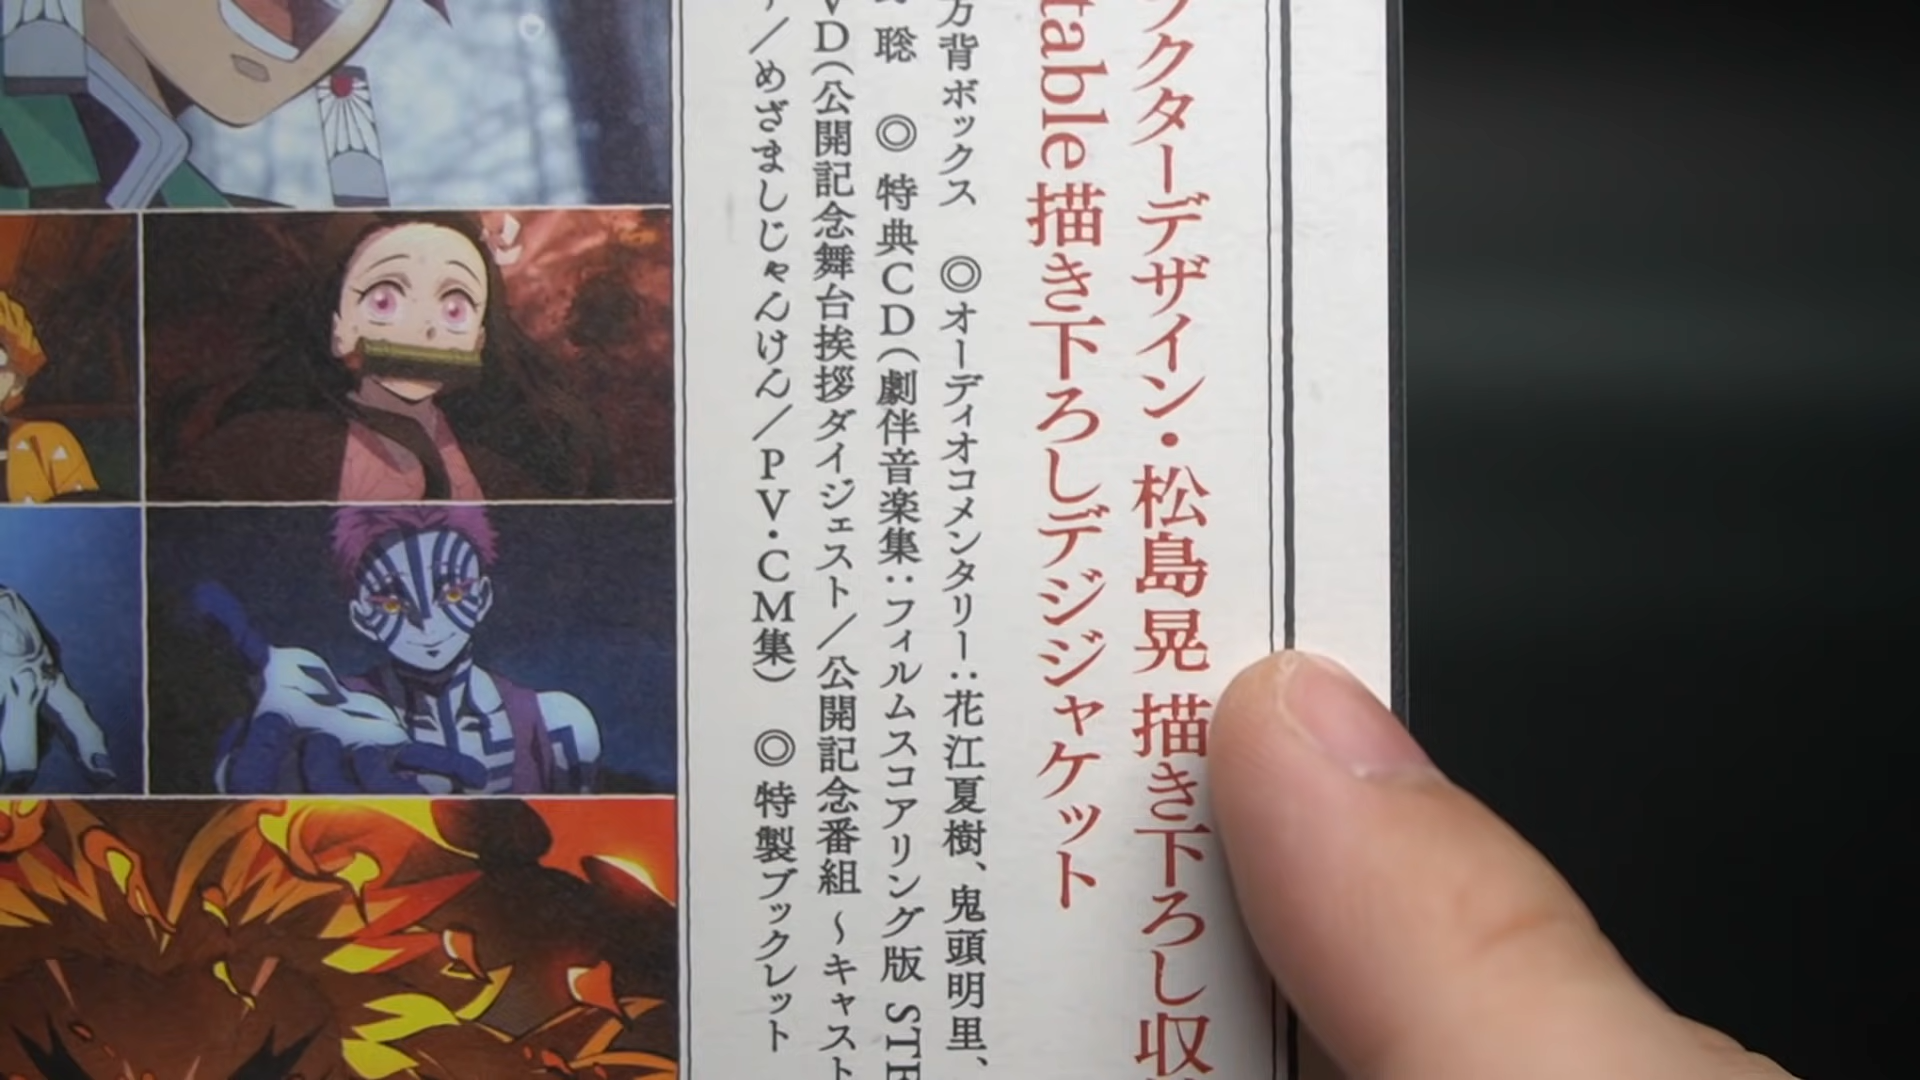 クターデザイン・松島 晃 描き下ろし収
table描き下ろしデジジャケット
方背ボックス ◎オーディオコメンタリー：花江夏樹、鬼頭明里、
聡 ◎特典CD（劇伴音楽集：フィルムスコアリング版 STE
VD（公開記念舞台挨拶ダイジェスト／公開記念番組 ～キャスト
／めざましじゃんけん／PV・CM集） ◎特製ブックレット